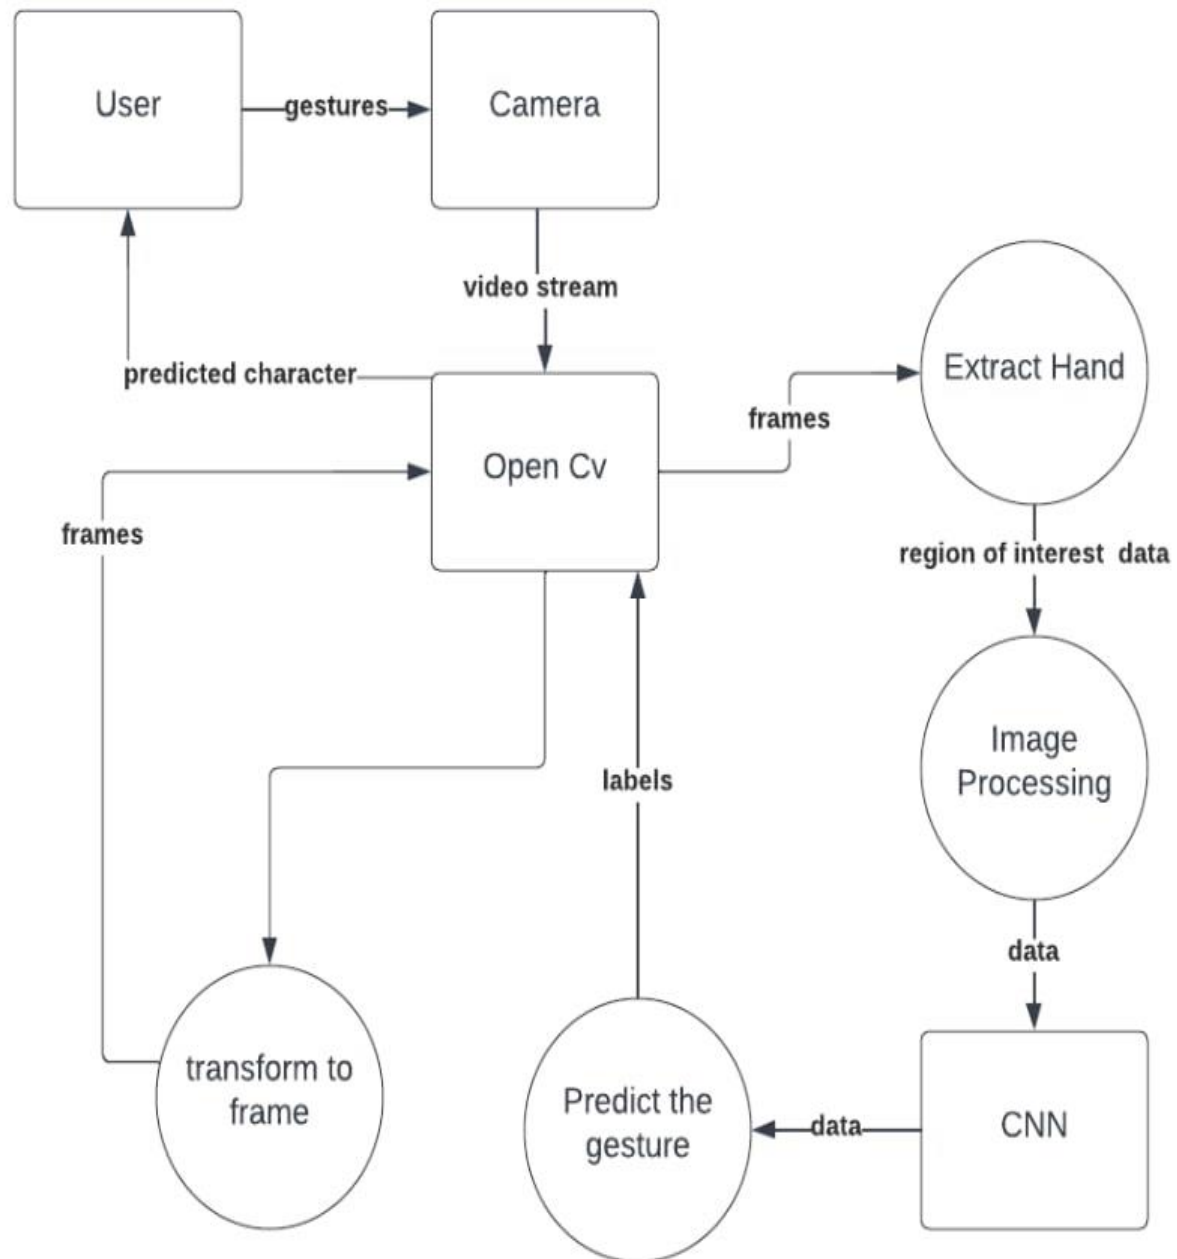 User
gestures
Camera
video stream
predicted character
Open Cv
frames
Extract Hand
frames
region of interest data
Image
Processing
labels
data
transform to
frame
Predict the
gesture
data
CNN